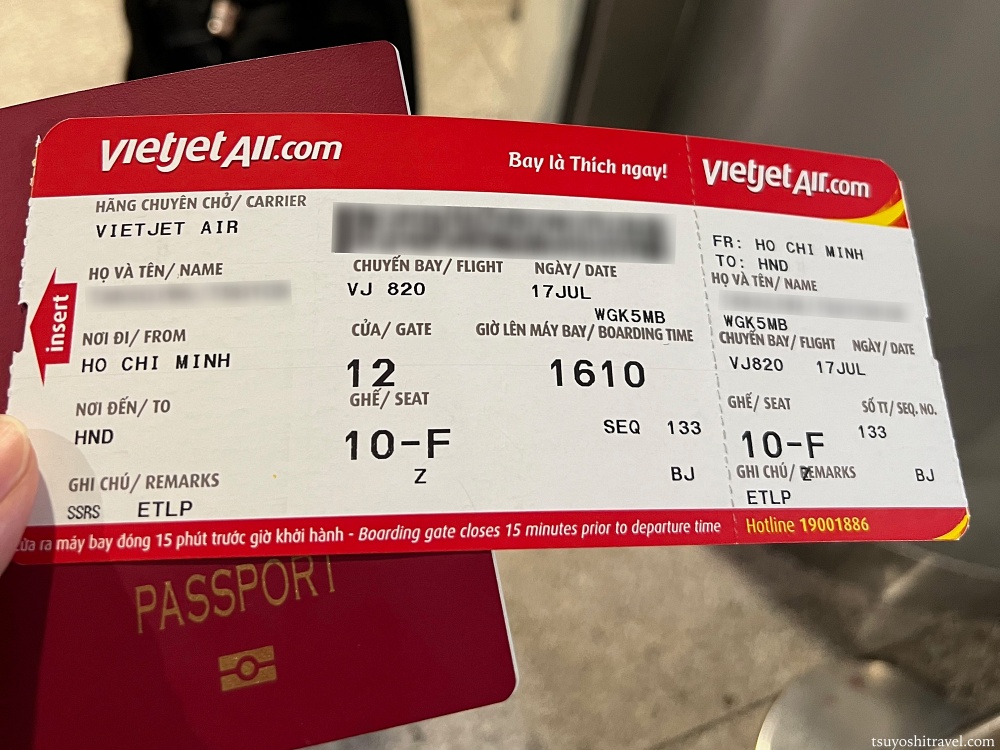 vietjetAir.com
Bay là Thích ngay!
HÃNG CHUYÊN CHỞ/ CARRIER
VIETJET AIR
HỌ VÀ TÊN/ NAME
CHUYẾN BAY/ FLIGHT
NGÀY/ DATE
VJ 820
17JUL
WGK5MB
NƠI ĐI/ FROM
CỬA/ GATE
GIỜ LÊN MÁY BAY/ BOARDING TIME
HO CHI MINH
12
1610
NƠI ĐẾN/ TO
GHẾ/ SEAT
HND
10-F
SEQ 133
GHI CHÚ/ REMARKS
Z
BJ
SSRS ETLP
insert
ra máy bay đóng 15 phút trước giờ khởi hành - Boarding gate closes 15 minutes prior to departure time
vietjetAir.com
FR: HO CHI MINH
TO: HND
HỌ VÀ TÊN/ NAME
WGK5MB
CHUYẾN BAY/ FLIGHT
NGÀY/ DATE
VJ820
17JUL
GHẾ/ SEAT
SỐ TT/ SEQ. NO.
10-F
133
GHI CHÚ/ REMARKS
Z
BJ
ETLP
Hotline 19001886
PASSPORT
tsuyoshitravel.com